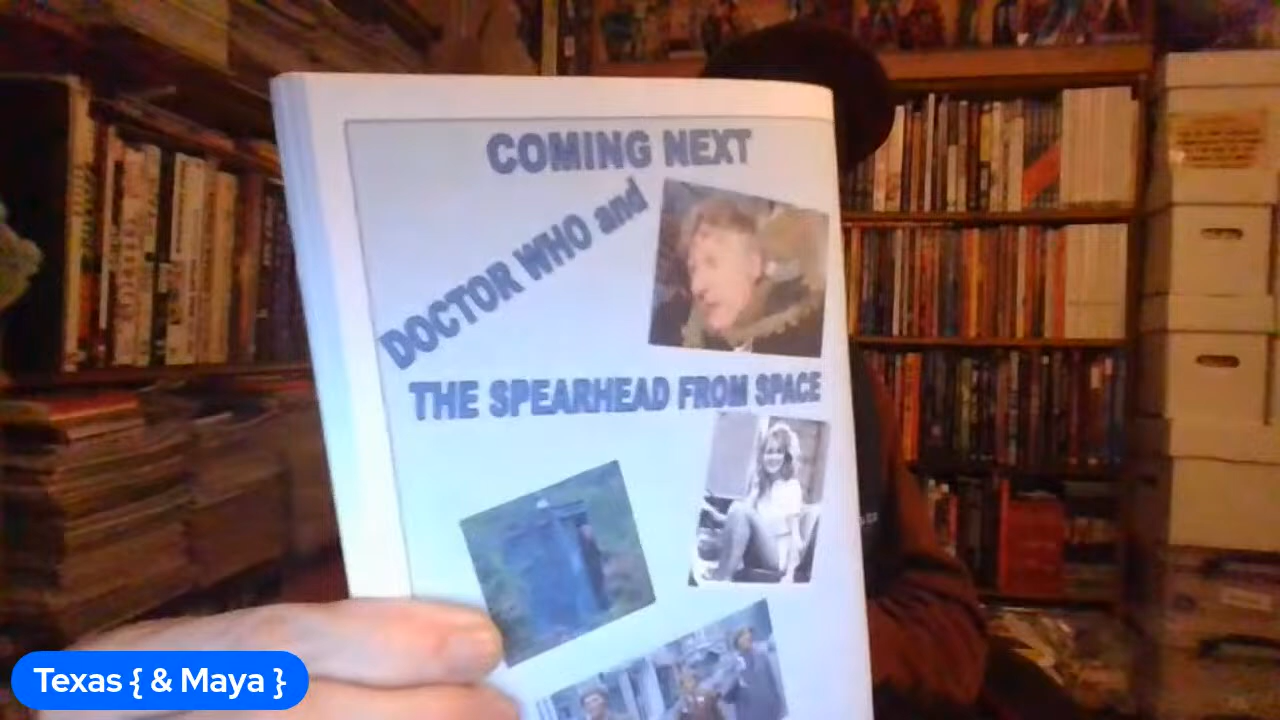 COMING NEXT
DOCTOR WHO and
THE SPEARHEAD FROM SPACE
Texas { & Maya }